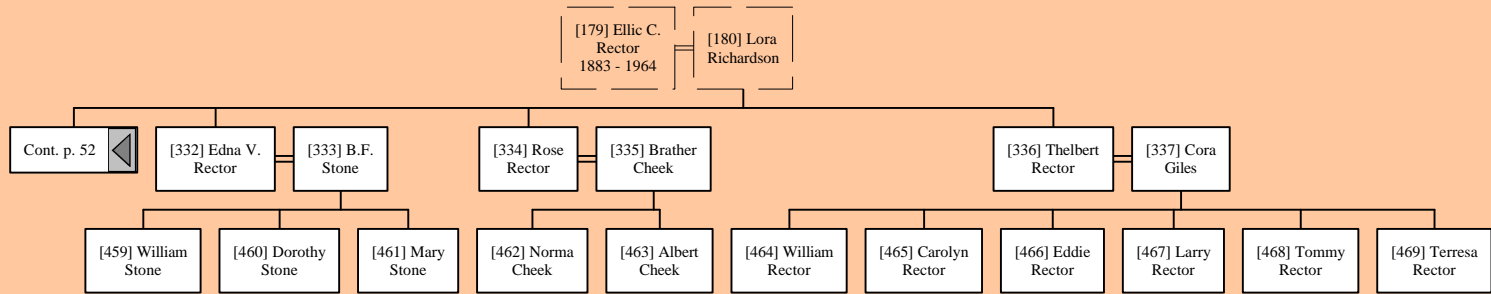 [179] Ellic C.
Rector
1883 - 1964
[180] Lora
Richardson
Cont. p. 52
[332] Edna V.
Rector
[333] B.F.
Stone
[334] Rose
Rector
[335] Brather
Cheek
[336] Thelbert
Rector
[337] Cora
Giles
[459] William
Stone
[460] Dorothy
Stone
[461] Mary
Stone
[462] Norma
Cheek
[463] Albert
Cheek
[464] William
Rector
[465] Carolyn
Rector
[466] Eddie
Rector
[467] Larry
Rector
[468] Tommy
Rector
[469] Terresa
Rector